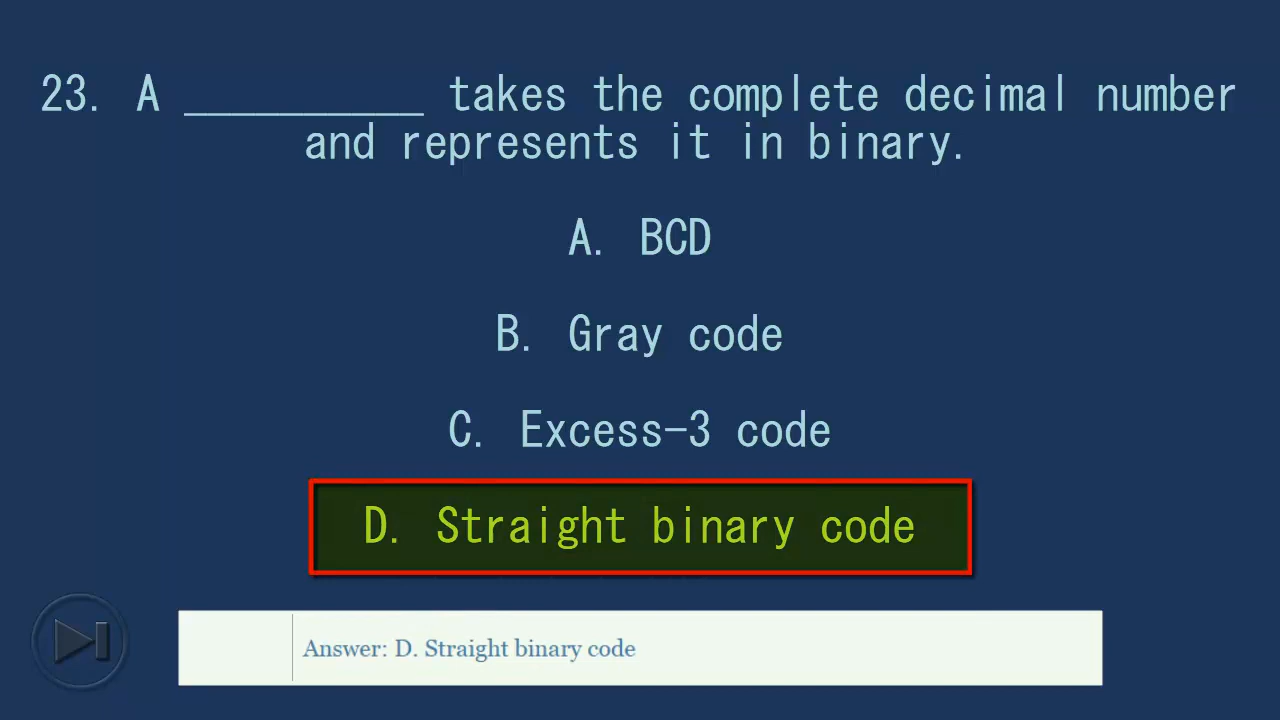 23. A __________ takes the complete decimal number
and represents it in binary.
A. BCD
B. Gray code
C. Excess-3 code
D. Straight binary code
Answer: D. Straight binary code